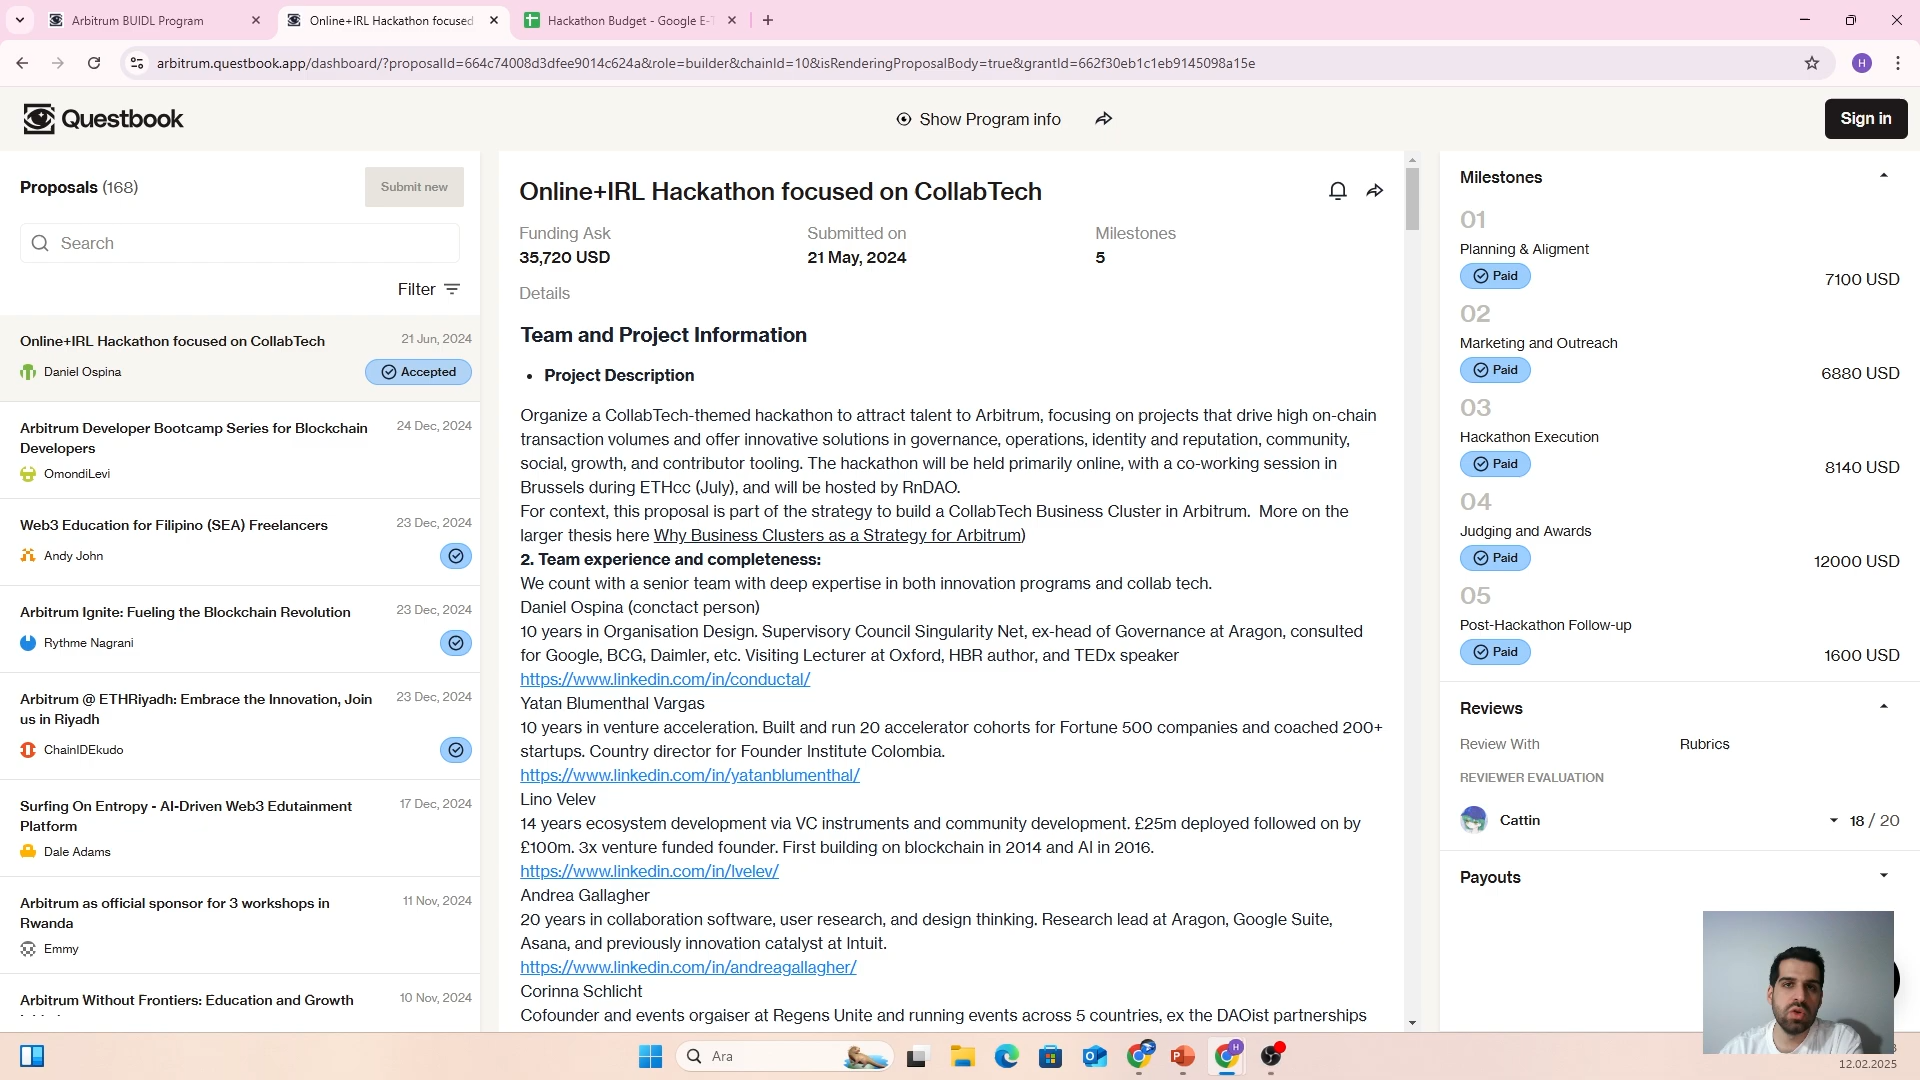 Arbitrum BUIDL Program
Online+IRL Hackathon focused
Hackathon Budget - Google E-T
arbitrum.questbook.app/dashboard/?proposalId=664c74008d3dfee9014c624a&role=builder&chainId=10&isRenderingProposalBody=true&grantId=662f30eb1c1eb9145098a15e
H
Questbook
Show Program info
Sign in
Proposals (168)
Submit new
Search
Filter
Online+IRL Hackathon focused on CollabTech
21 Jun, 2024
Daniel Ospina
Accepted
Arbitrum Developer Bootcamp Series for Blockchain
Developers
24 Dec, 2024
OmondiLevi
Web3 Education for Filipino (SEA) Freelancers
23 Dec, 2024
Andy John
Arbitrum Ignite: Fueling the Blockchain Revolution
23 Dec, 2024
Rythme Nagrani
Arbitrum @ ETHRiyadh: Embrace the Innovation, Join
us in Riyadh
23 Dec, 2024
ChainIDEkudo
Surfing On Entropy - AI-Driven Web3 Edutainment
Platform
17 Dec, 2024
Dale Adams
Arbitrum as official sponsor for 3 workshops in
Rwanda
11 Nov, 2024
Emmy
Arbitrum Without Frontiers: Education and Growth
10 Nov, 2024
Online+IRL Hackathon focused on CollabTech
Funding Ask
35,720 USD
Submitted on
21 May, 2024
Milestones
5
Details
Team and Project Information
• Project Description
Organize a CollabTech-themed hackathon to attract talent to Arbitrum, focusing on projects that drive high on-chain
transaction volumes and offer innovative solutions in governance, operations, identity and reputation, community,
social, growth, and contributor tooling. The hackathon will be held primarily online, with a co-working session in
Brussels during ETHcc (July), and will be hosted by RnDAO.
For context, this proposal is part of the strategy to build a CollabTech Business Cluster in Arbitrum.  More on the
larger thesis here Why Business Clusters as a Strategy for Arbitrum)
2. Team experience and completeness:
We count with a senior team with deep expertise in both innovation programs and collab tech.
Daniel Ospina (conctact person)
10 years in Organisation Design. Supervisory Council Singularity Net, ex-head of Governance at Aragon, consulted
for Google, BCG, Daimler, etc. Visiting Lecturer at Oxford, HBR author, and TEDx speaker
https://www.linkedin.com/in/conductal/
Yatan Blumenthal Vargas
10 years in venture acceleration. Built and run 20 accelerator cohorts for Fortune 500 companies and coached 200+
startups. Country director for Founder Institute Colombia.
https://www.linkedin.com/in/yatanblumenthal/
Lino Velev
14 years ecosystem development via VC instruments and community development. £25m deployed followed on by
£100m. 3x venture funded founder. First building on blockchain in 2014 and AI in 2016.
https://www.linkedin.com/in/lvelev/
Andrea Gallagher
20 years in collaboration software, user research, and design thinking. Research lead at Aragon, Google Suite,
Asana, and previously innovation catalyst at Intuit.
https://www.linkedin.com/in/andreagallagher/
Corinna Schlicht
Cofounder and events orgaiser at Regens Unite and running events across 5 countries, ex the DAOist partnerships
Milestones
01
Planning & Aligment
Paid
7100 USD
02
Marketing and Outreach
Paid
6880 USD
03
Hackathon Execution
Paid
8140 USD
04
Judging and Awards
Paid
12000 USD
05
Post-Hackathon Follow-up
Paid
1600 USD
Reviews
Review With
Rubrics
REVIEWER EVALUATION
Cattin
18 / 20
Payouts
Ara
12.02.2025